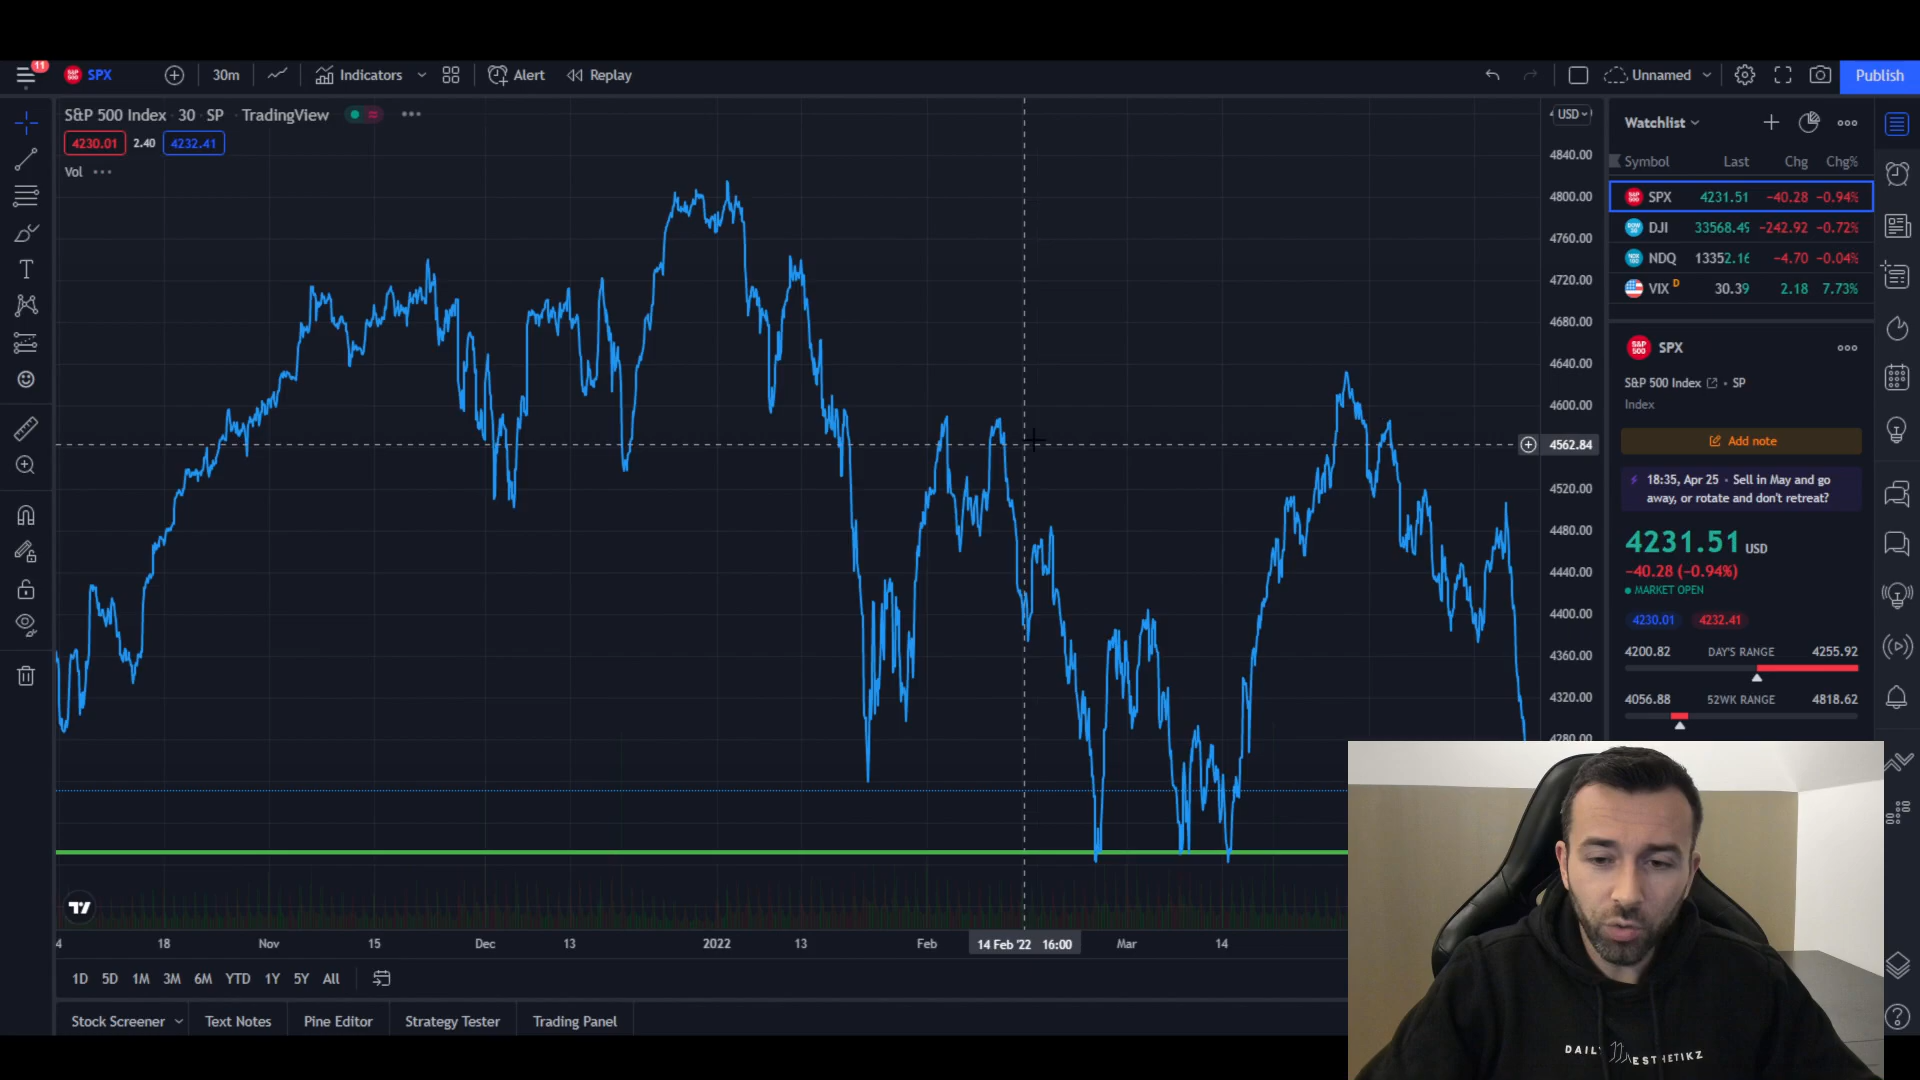 11
SPX
30m
Indicators
Alert
Replay
Unnamed
Publish
S&P 500 Index · 30 · SP · TradingView
4230.01 2.40 4232.41
Vol
USD
4840.00
4800.00
4760.00
4720.00
4680.00
4640.00
4600.00
4562.84
4520.00
4480.00
4440.00
4400.00
4360.00
4320.00
4280.00
18 Nov 15 Dec 13 2022 13 Feb 14 Feb '22 16:00 Mar 14
1D 5D 1M 3M 6M YTD 1Y 5Y All
Stock Screener Text Notes Pine Editor Strategy Tester Trading Panel
Watchlist
Symbol Last Chg Chg%
SPX 4231.51 −40.28 −0.94%
DJI 33568.49 −242.92 −0.72%
NDQ 13352.16 −4.70 −0.04%
VIX D 30.39 2.18 7.73%
S&P 500 SPX
S&P 500 Index · SP
Index
Add note
18:35, Apr 25 · Sell in May and go
away, or rotate and don't retreat?
4231.51 USD
−40.28 (−0.94%)
MARKET OPEN
4230.01 4232.41
4200.82 DAY'S RANGE 4255.92
4056.88 52WK RANGE 4818.62